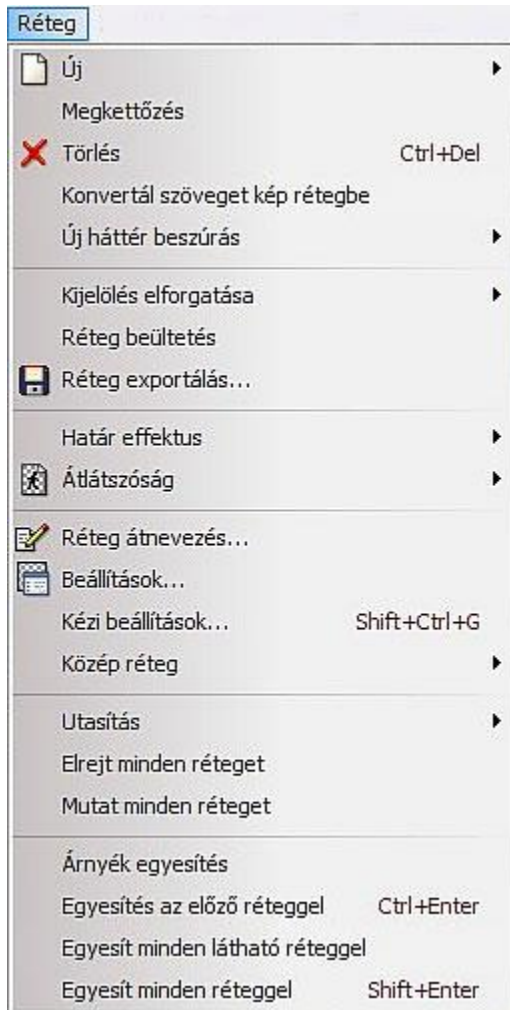 Réteg
Új
Megkettőzés
Törlés Ctrl+Del
Konvertál szöveget kép rétegbe
Új háttér beszúrás
Kijelölés elforgatása
Réteg beültetés
Réteg exportálás...
Határ effektus
Átlátszóság
Réteg átnevezés...
Beállítások...
Kézi beállítások... Shift+Ctrl+G
Közép réteg
Utasítás
Elrejt minden réteget
Mutat minden réteget
Árnyék egyesítés
Egyesítés az előző réteggel Ctrl+Enter
Egyesít minden látható réteggel
Egyesít minden réteggel Shift+Enter